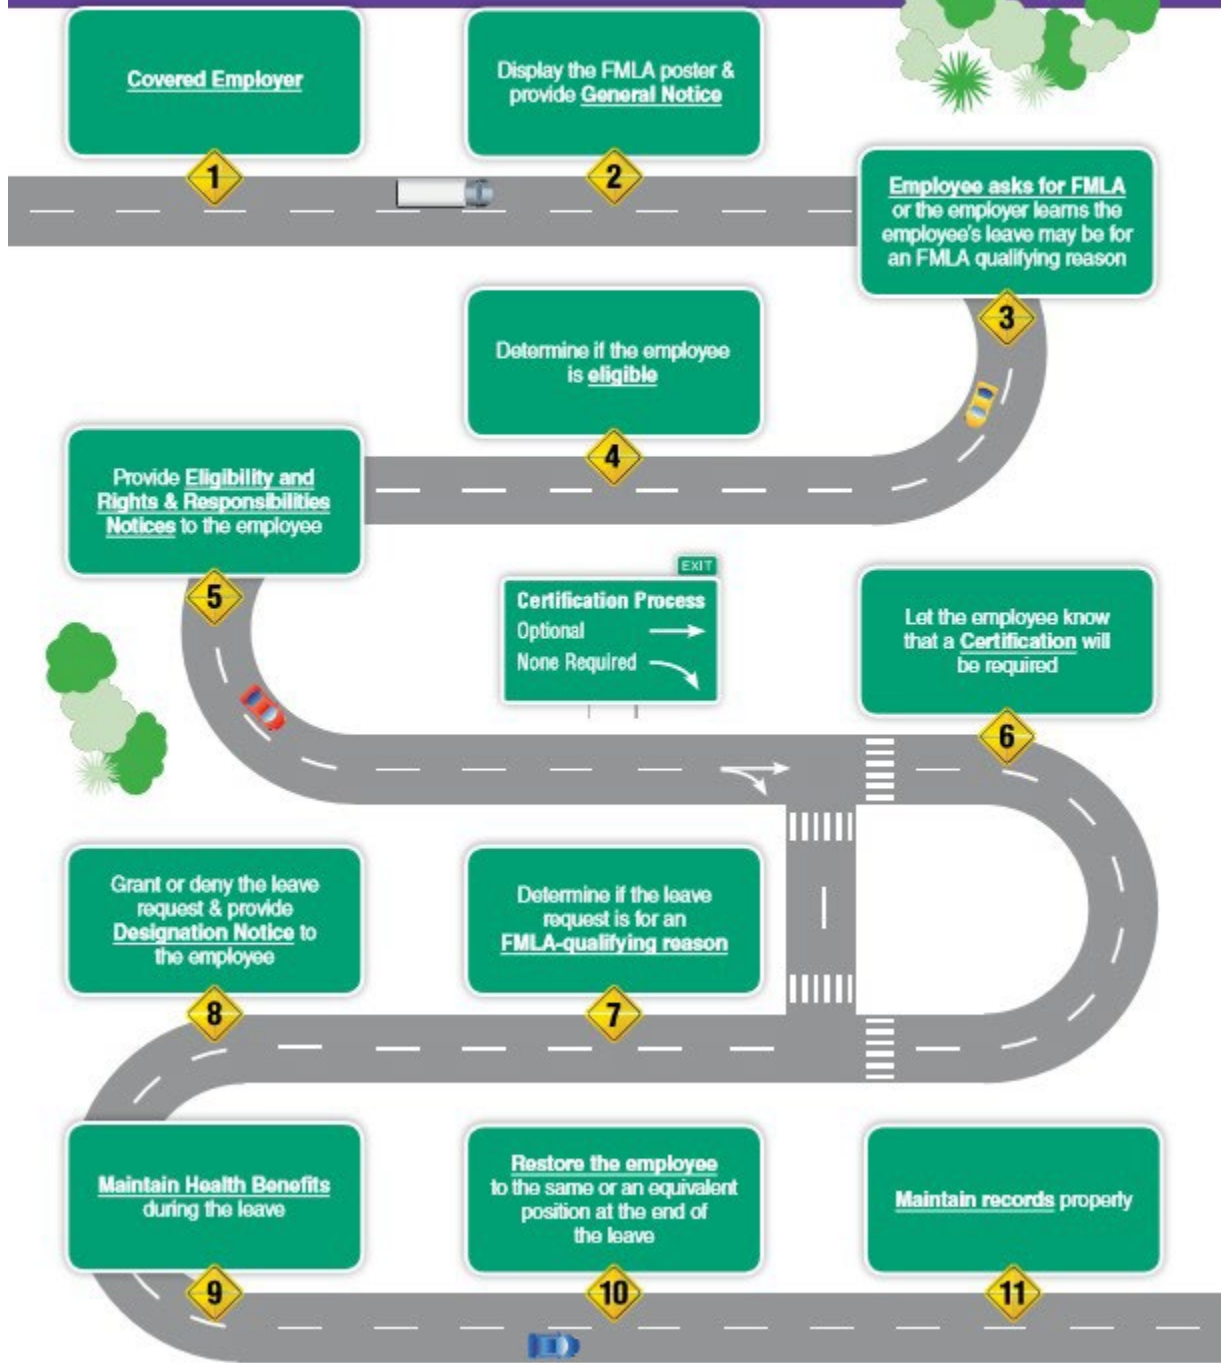 Covered Employer
1
Display the FMLA poster &
provide General Notice
2
Employee asks for FMLA
or the employer learns the
employee's leave may be for
an FMLA qualifying reason
3
Determine if the employee
is eligible
4
Provide Eligibility and
Rights & Responsibilities
Notices to the employee
5
EXIT
Certification Process
Optional
None Required
Let the employee know
that a Certification will
be required
6
Determine if the leave
request is for an
FMLA-qualifying reason
7
Grant or deny the leave
request & provide
Designation Notice to
the employee
8
Maintain Health Benefits
during the leave
9
Restore the employee
to the same or an equivalent
position at the end of
the leave
10
Maintain records properly
11